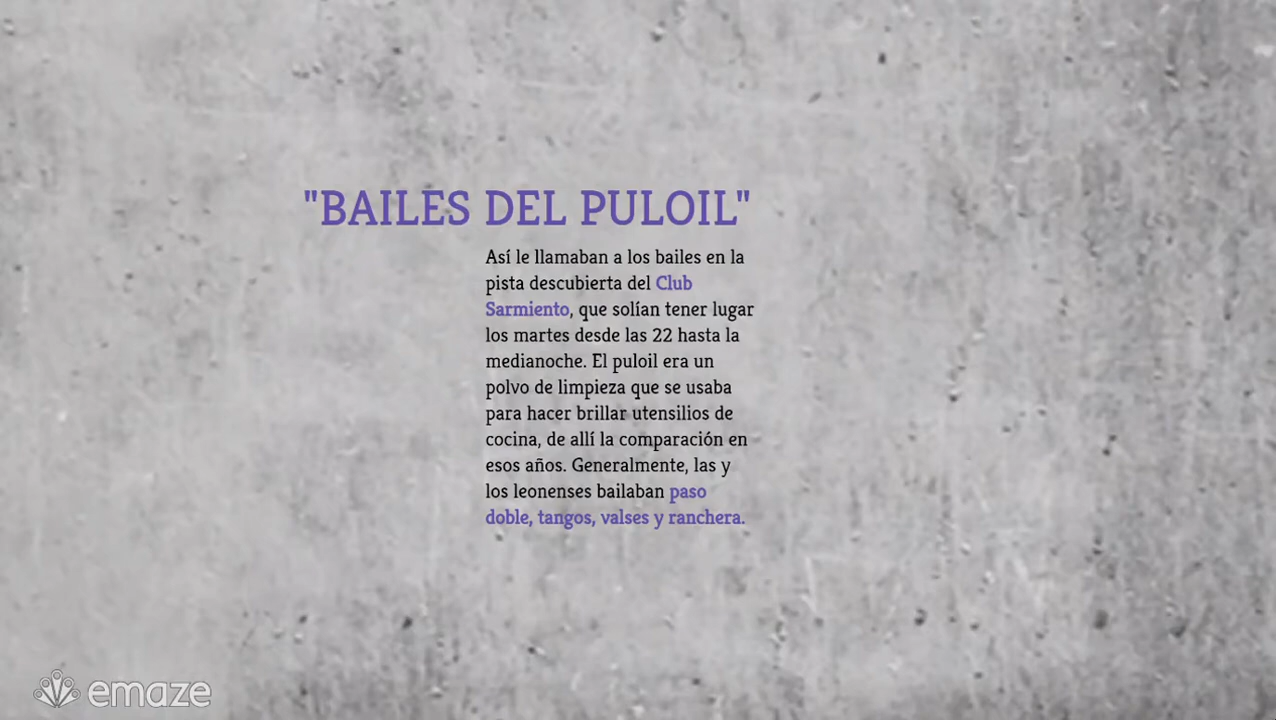 "BAILES DEL PULOIL"
Así le llamaban a los bailes en la
pista descubierta del Club
Sarmiento, que solían tener lugar
los martes desde las 22 hasta la
medianoche. El puloil era un
polvo de limpieza que se usaba
para hacer brillar utensilios de
cocina, de allí la comparación en
esos años. Generalmente, las y
los leonenses bailaban paso
doble, tangos, valses y ranchera.
emaze